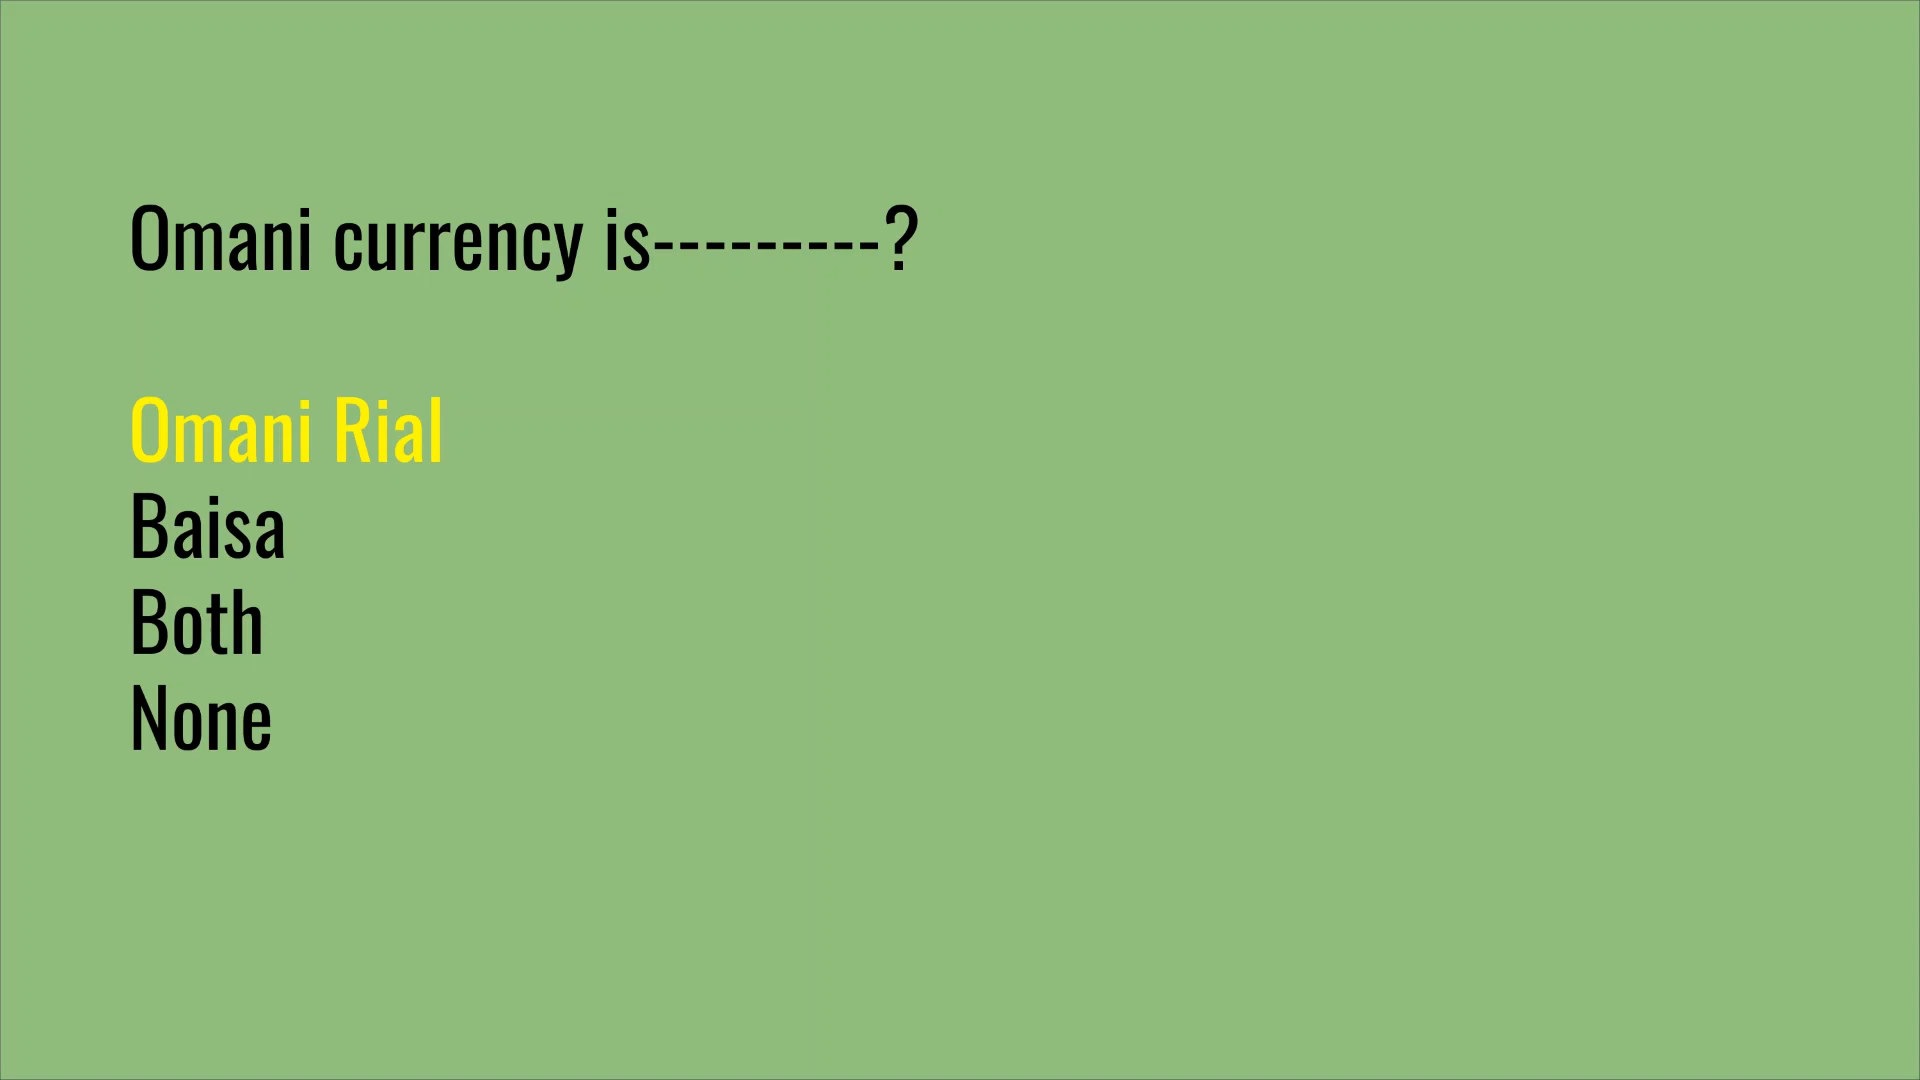 Omani currency is---------?
Omani Rial
Baisa
Both
None